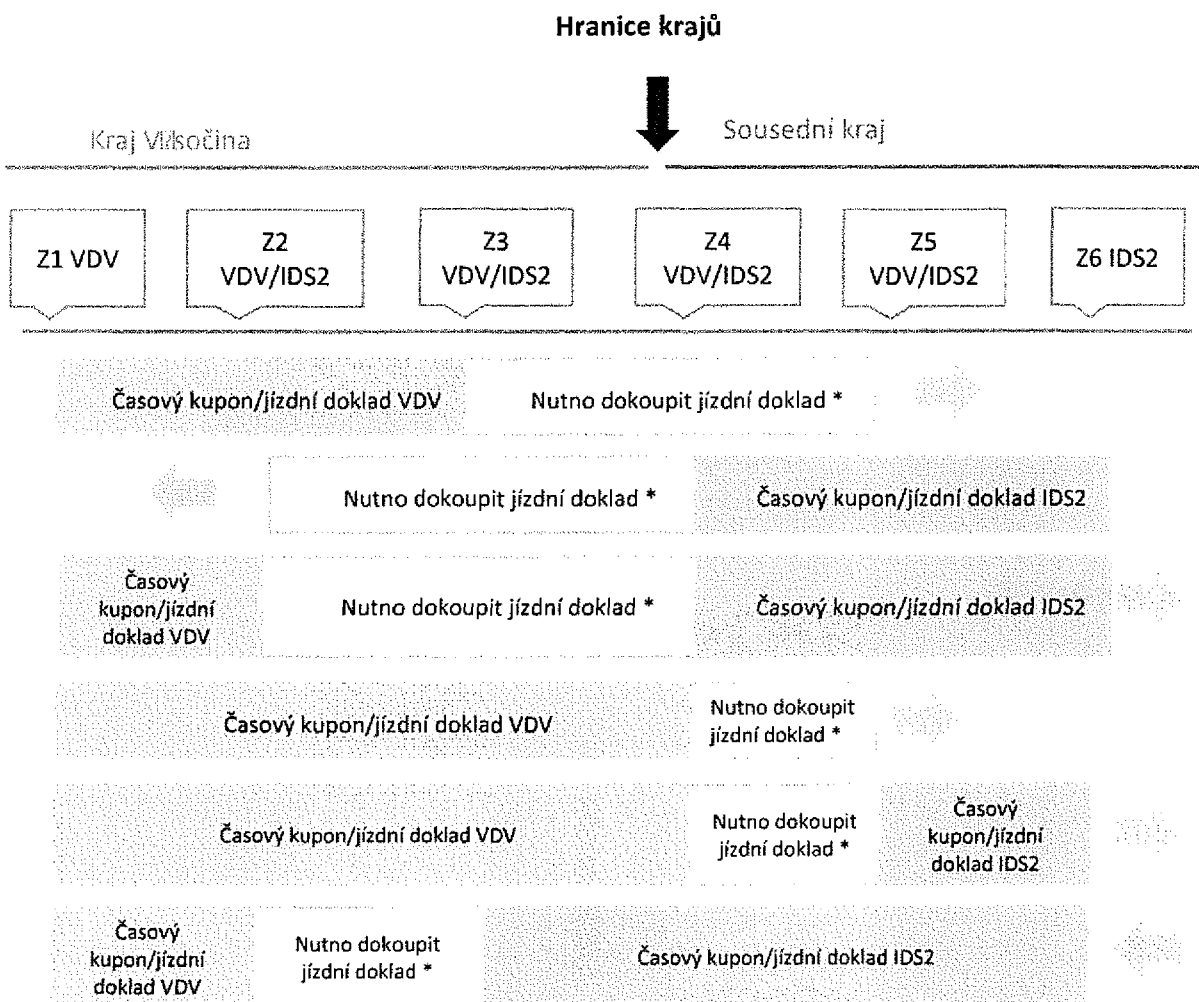 Hranice krajů
Kraj Vysočina
Sousední kraj
Z1 VDV
Z2
VDV/IDS2
Z3
VDV/IDS2
Z4
VDV/IDS2
Z5
VDV/IDS2
Z6 IDS2
Časový kupon/jízdní doklad VDV
Nutno dokoupit jízdní doklad *
Nutno dokoupit jízdní doklad *
Časový kupon/jízdní doklad IDS2
Časový
kupon/jízdní
doklad VDV
Nutno dokoupit jízdní doklad *
Časový kupon/jízdní doklad IDS2
Časový kupon/jízdní doklad VDV
Nutno dokoupit
jízdní doklad *
Časový kupon/jízdní doklad VDV
Nutno dokoupit
jízdní doklad *
Časový
kupon/jízdní
doklad IDS2
Časový
kupon/jízdní
doklad VDV
Nutno dokoupit
jízdní doklad *
Časový kupon/jízdní doklad IDS2